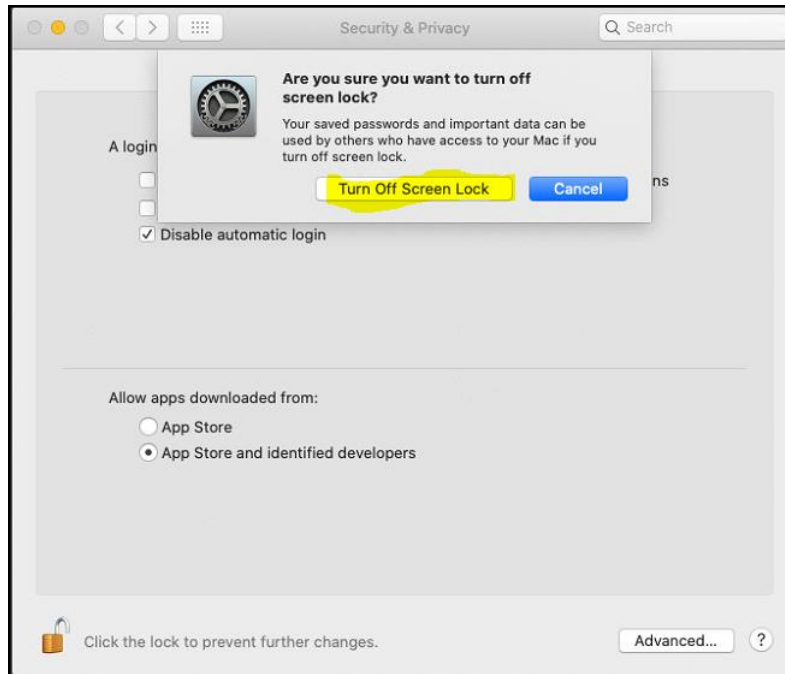 Security & Privacy
Search
Are you sure you want to turn off
screen lock?
Your saved passwords and important data can be
used by others who have access to your Mac if you
turn off screen lock.
Turn Off Screen Lock
Cancel
A login
ns
Disable automatic login
Allow apps downloaded from:
App Store
App Store and identified developers
Click the lock to prevent further changes.
Advanced...
?